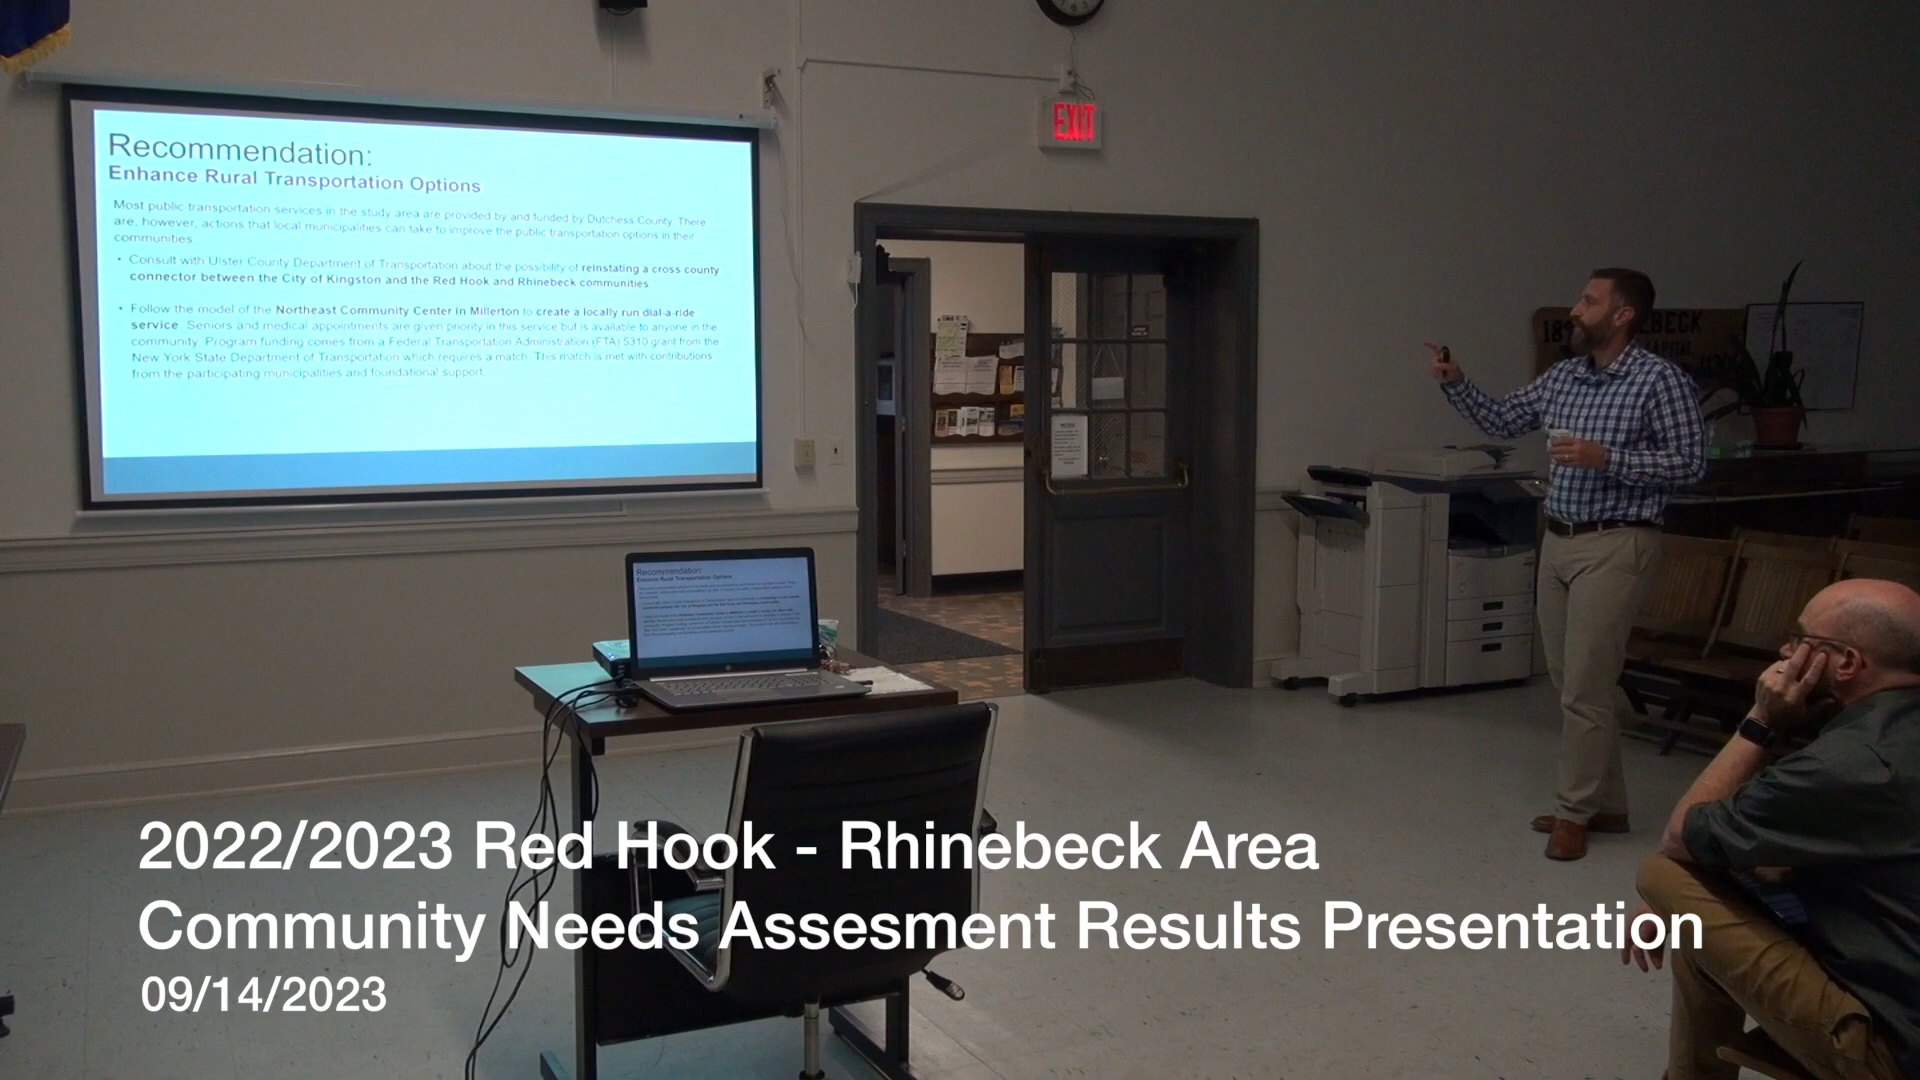 Recommendation:
Enhance Rural Transportation Options
Most public transportation services in the study area are provided by and funded by Dutchess County. There
are, however, actions that local municipalities can take to improve the public transportation options in their
communities.
• Consult with Ulster County Department of Transportation about the possibility of reinstating a cross county
connector between the City of Kingston and the Red Hook and Rhinebeck communities.
• Follow the model of the Northeast Community Center in Millerton to create a locally run dial-a-ride
service. Seniors and medical appointments are given priority in this service but is available to anyone in the
community. Program funding comes from a Federal Transportation Administration (FTA) 5310 grant from the
New York State Department of Transportation which requires a match. This match is met with contributions
from the participating municipalities and foundational support.
EXIT
Recommendation:
Enhance Rural Transportation Options
2022/2023 Red Hook - Rhinebeck Area
Community Needs Assesment Results Presentation
09/14/2023